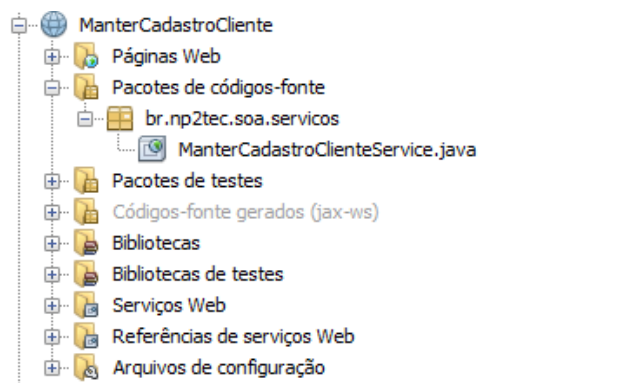 ManterCadastroCliente
Páginas Web
Pacotes de códigos-fonte
br.np2tec.soa.servicos
ManterCadastroClienteService.java
Pacotes de testes
Códigos-fonte gerados (jax-ws)
Bibliotecas
Bibliotecas de testes
Serviços Web
Referências de serviços Web
Arquivos de configuração